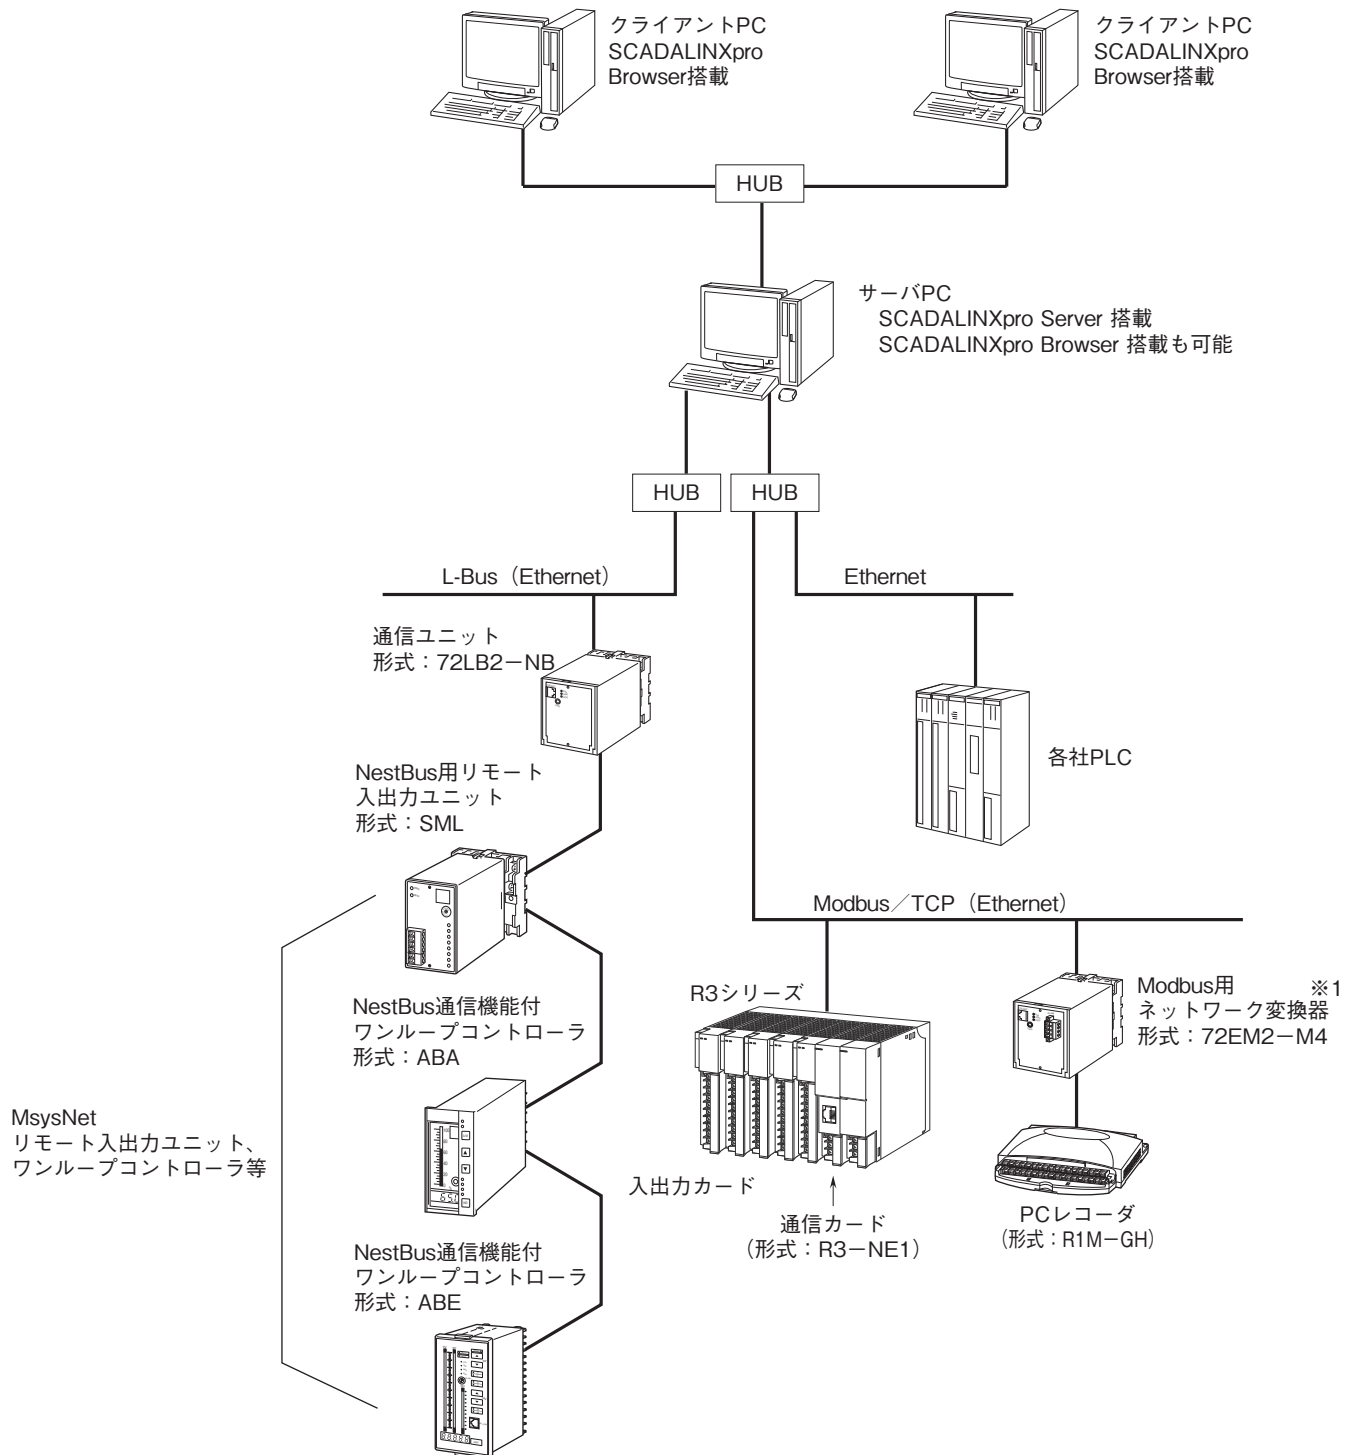 クライアントPC
SCADALINXpro
Browser搭載
クライアントPC
SCADALINXpro
Browser搭載
HUB
サーバPC
SCADALINXpro Server 搭載
SCADALINXpro Browser 搭載も可能
HUB
HUB
L-Bus（Ethernet）
Ethernet
通信ユニット
形式：72LB2－NB
各社PLC
NestBus用リモート
入出力ユニット
形式：SML
Modbus／TCP（Ethernet）
R3シリーズ
Modbus用
ネットワーク変換器
形式：72EM2－M4
※1
NestBus通信機能付
ワンループコントローラ
形式：ABA
MsysNet
リモート入出力ユニット、
ワンループコントローラ等
入出力カード
通信カード
（形式：R3－NE1）
PCレコーダ
（形式：R1M－GH）
NestBus通信機能付
ワンループコントローラ
形式：ABE